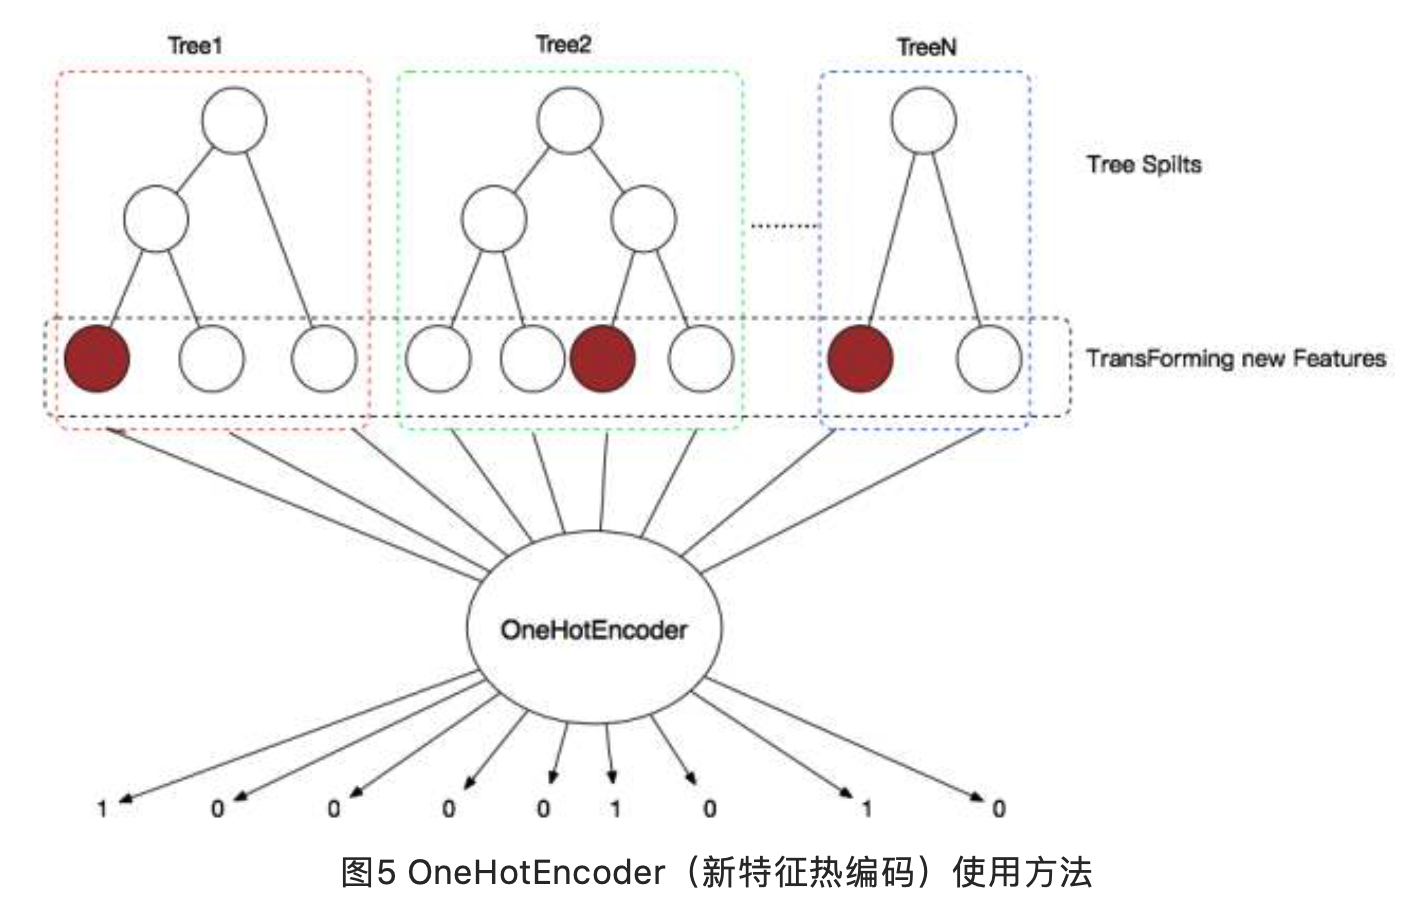 Tree1 Tree2 TreeN
Tree Spilts
TransForming new Features
OneHotEncoder
1 0 0 0 0 1 0 1 0
图5 OneHotEncoder（新特征热编码）使用方法